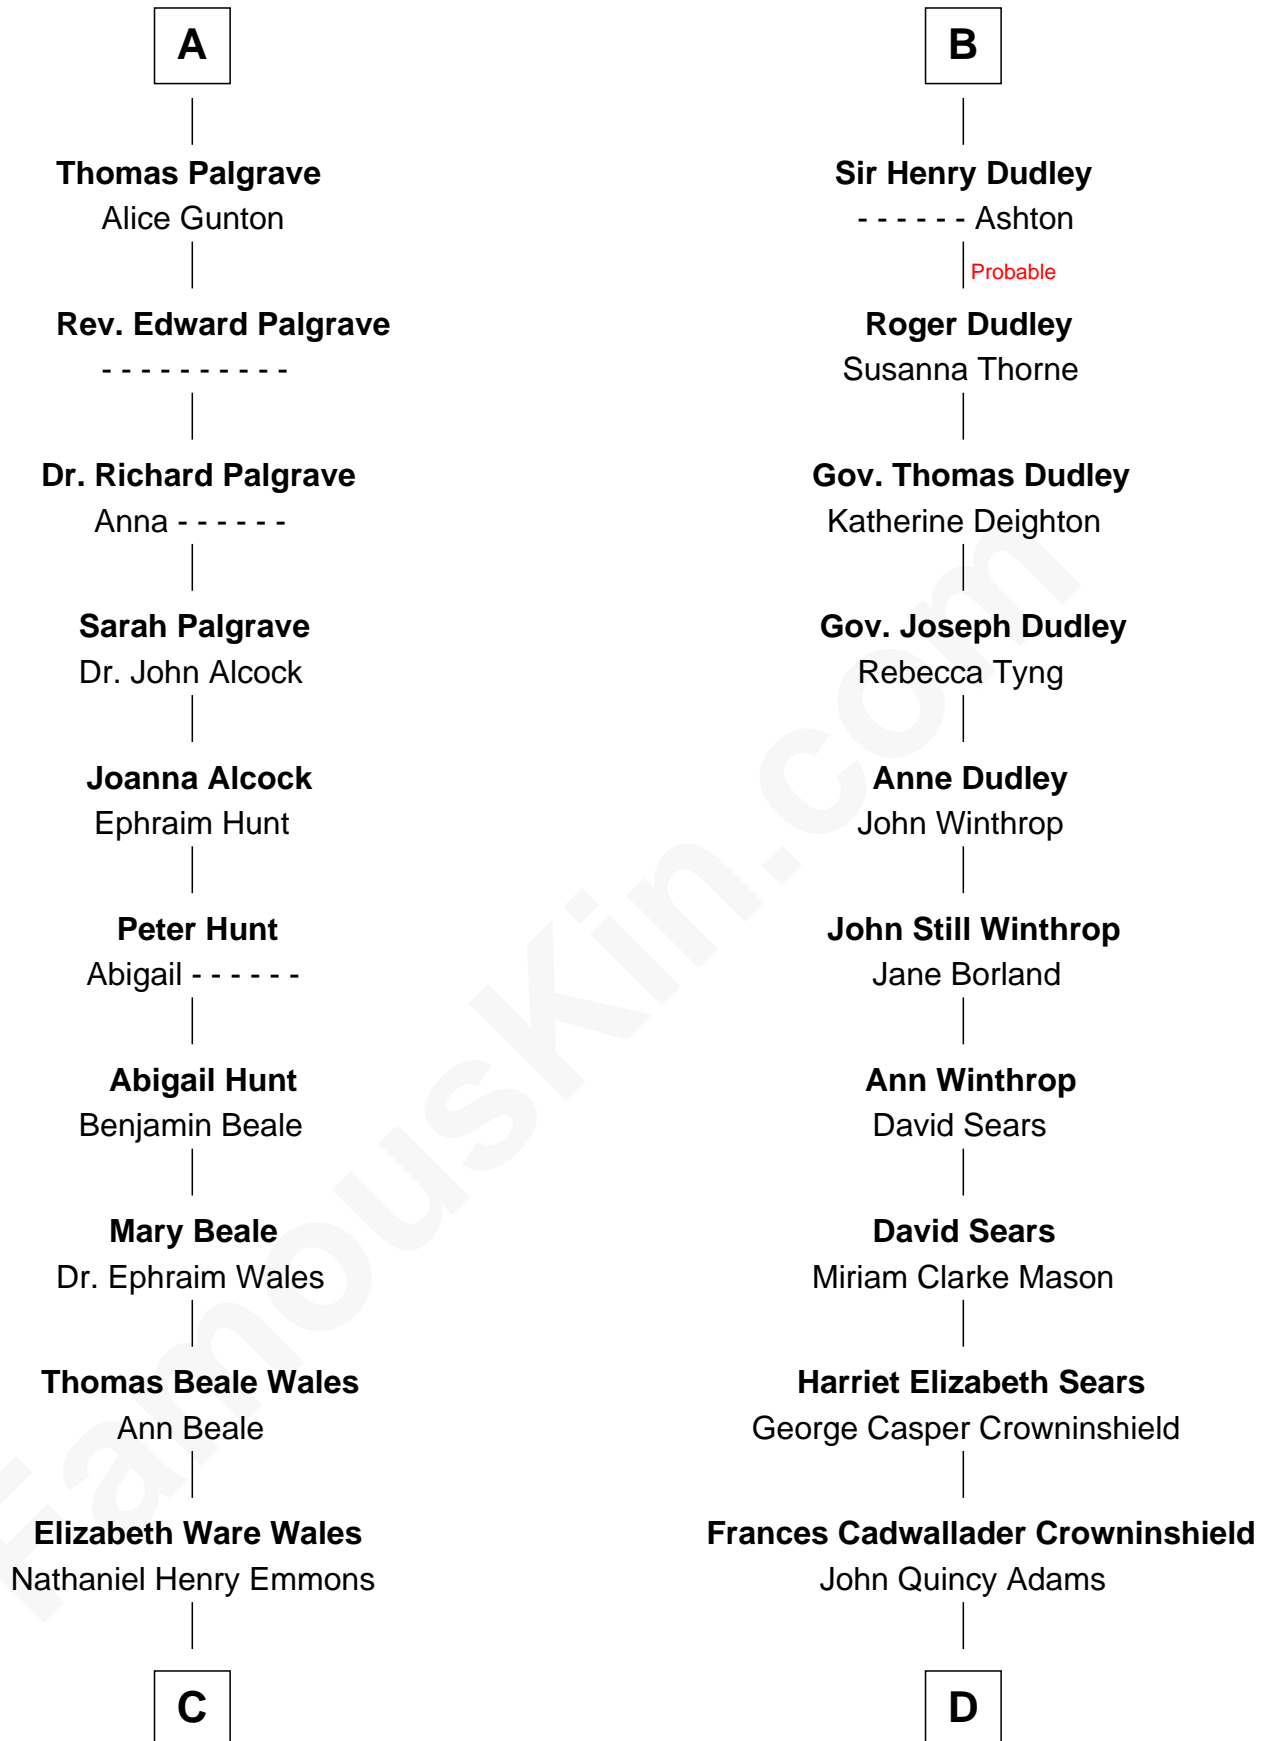 A
Thomas Palgrave
Alice Gunton
Rev. Edward Palgrave
- - - - - - - - - -
Dr. Richard Palgrave
Anna - - - - - -
Sarah Palgrave
Dr. John Alcock
Joanna Alcock
Ephraim Hunt
Peter Hunt
Abigail - - - - - -
Abigail Hunt
Benjamin Beale
Mary Beale
Dr. Ephraim Wales
Thomas Beale Wales
Ann Beale
Elizabeth Ware Wales
Nathaniel Henry Emmons
C
B
Sir Henry Dudley
- - - - - - Ashton
Probable
Roger Dudley
Susanna Thorne
Gov. Thomas Dudley
Katherine Deighton
Gov. Joseph Dudley
Rebecca Tyng
Anne Dudley
John Winthrop
John Still Winthrop
Jane Borland
Ann Winthrop
David Sears
David Sears
Miriam Clarke Mason
Harriet Elizabeth Sears
George Casper Crowninshield
Frances Cadwallader Crowninshield
John Quincy Adams
D
FamousKin.com